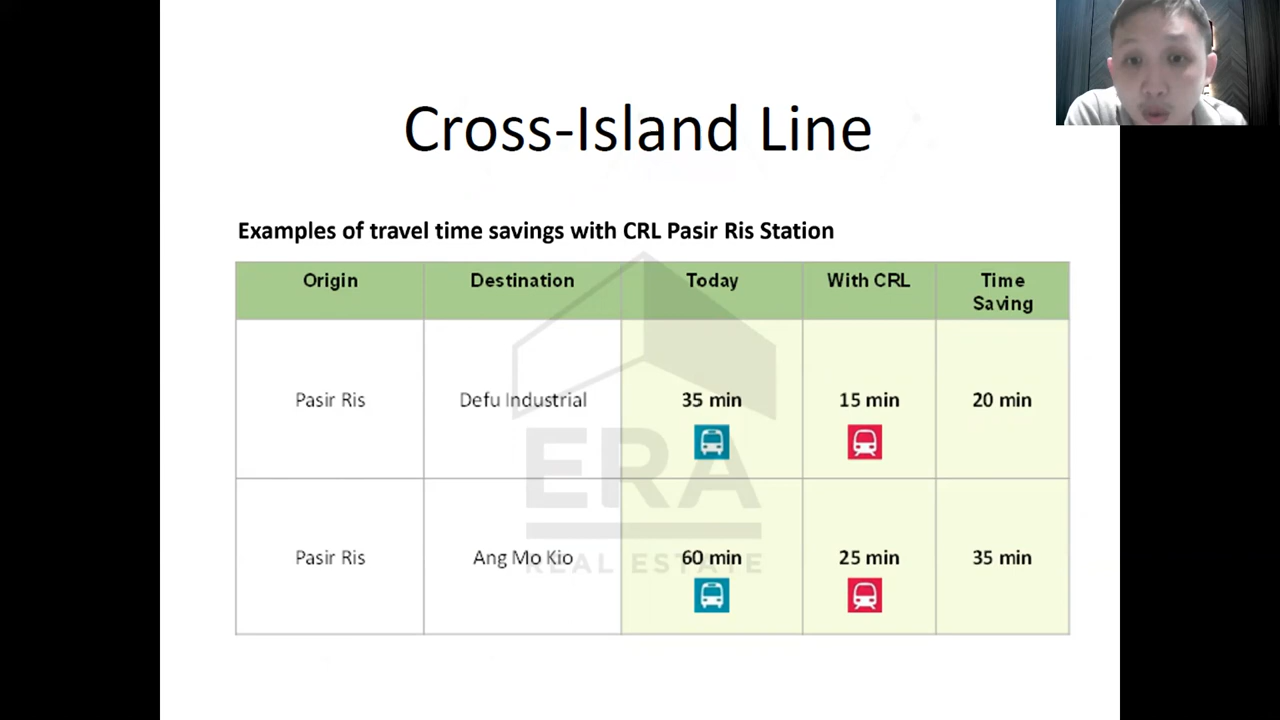 Cross-Island Line
Examples of travel time savings with CRL Pasir Ris Station
Origin Destination Today With CRL Time Saving
Pasir Ris Defu Industrial 35 min 15 min 20 min
Pasir Ris Ang Mo Kio 60 min 25 min 35 min
ERA
REAL ESTATE